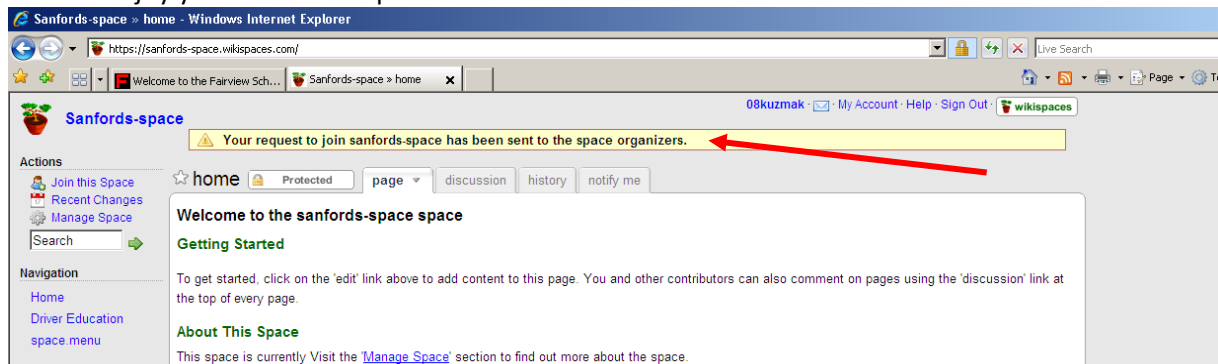 Sanfords-space » home - Windows Internet Explorer
https://sanfords-space.wikispaces.com/
Live Search
Welcome to the Fairview Sch... Sanfords-space » home
Page
Sanfords-space
08kuzmak · My Account · Help · Sign Out · wikispaces
Your request to join sanfords-space has been sent to the space organizers.
Actions
Join this Space
Recent Changes
Manage Space
Search
Navigation
Home
Driver Education
space.menu
home Protected page discussion history notify me
Welcome to the sanfords-space space
Getting Started
To get started, click on the 'edit' link above to add content to this page. You and other contributors can also comment on pages using the 'discussion' link at
the top of every page.
About This Space
This space is currently Visit the 'Manage Space' section to find out more about the space.